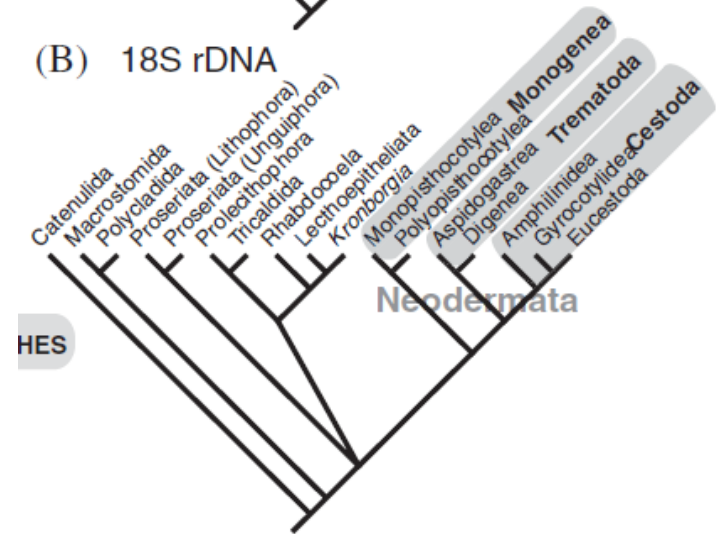 (B) 18S rDNA
Catenulida
Macrostomida
Polycladida
Proseriata (Lithophora)
Proseriata (Unguiphora)
Prolecithophora
Tricaldida
Rhabdocoela
Lecthoepitheliata
Kronborgia
Monopisthocotylea
Polyopisthocotylea
Monogenea
Aspidogastrea
Digenea
Trematoda
Amphilinidea
Gyrocotylidea
Eucestoda
Cestoda
Neodermata
HES